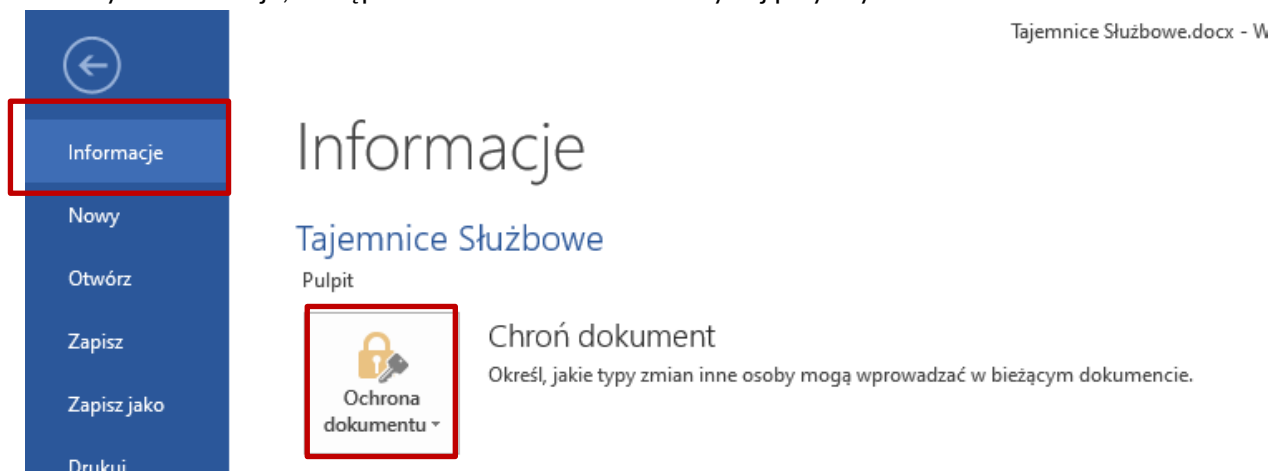 Tajemnice Służbowe.docx - W
Informacje
Informacje
Nowy
Tajemnice Służbowe
Otwórz
Pulpit
Zapisz
Chroń dokument
Określ, jakie typy zmian inne osoby mogą wprowadzać w bieżącym dokumencie.
Ochrona
dokumentu
Zapisz jako
Drukuj